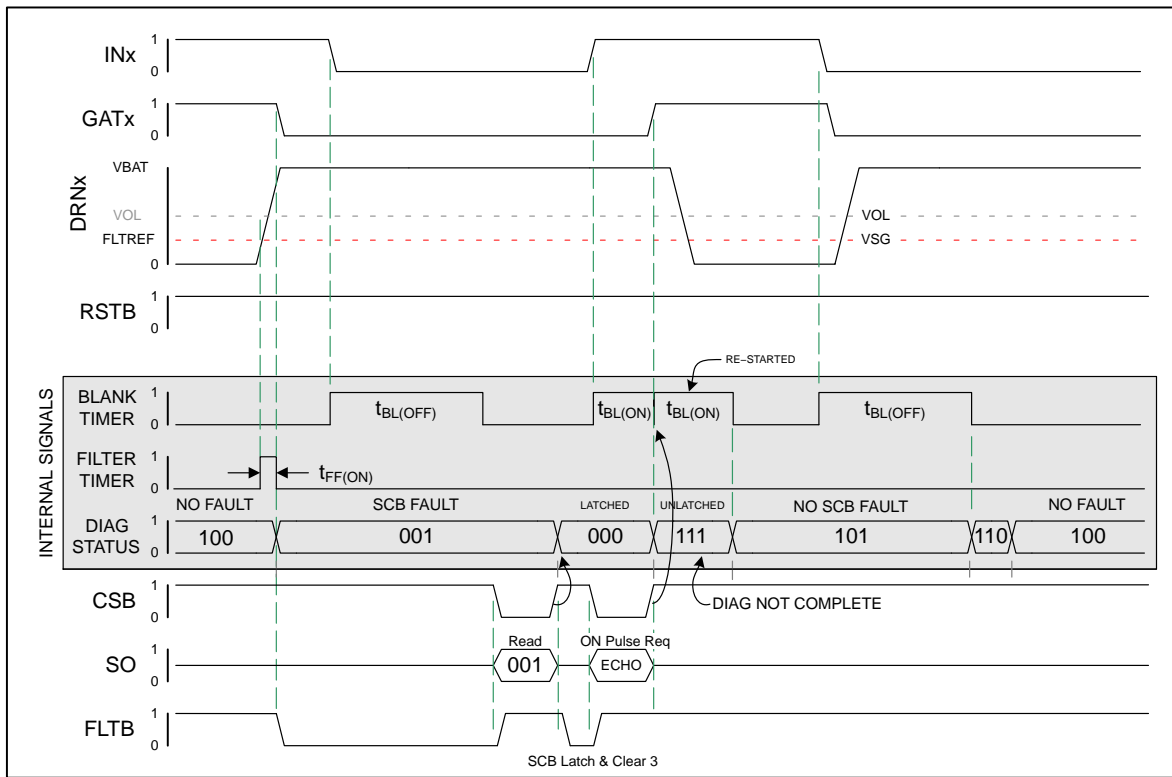 INx
1
0
GATx
1
0
DRNx
VBAT
VOL
VOL
FLTREF
VSG
0
RSTB
1
0
RE–STARTED
INTERNAL SIGNALS
BLANK TIMER
1
0
tBL(OFF)
tBL(ON)
tBL(ON)
tBL(OFF)
FILTER TIMER
1
0
tFF(ON)
NO FAULT
SCB FAULT
LATCHED
UNLATCHED
NO SCB FAULT
NO FAULT
DIAG STATUS
1
0
100
001
000
111
101
110
100
CSB
1
0
DIAG NOT COMPLETE
Read
ON Pulse Req
SO
1
0
001
ECHO
FLTB
1
0
SCB Latch & Clear 3